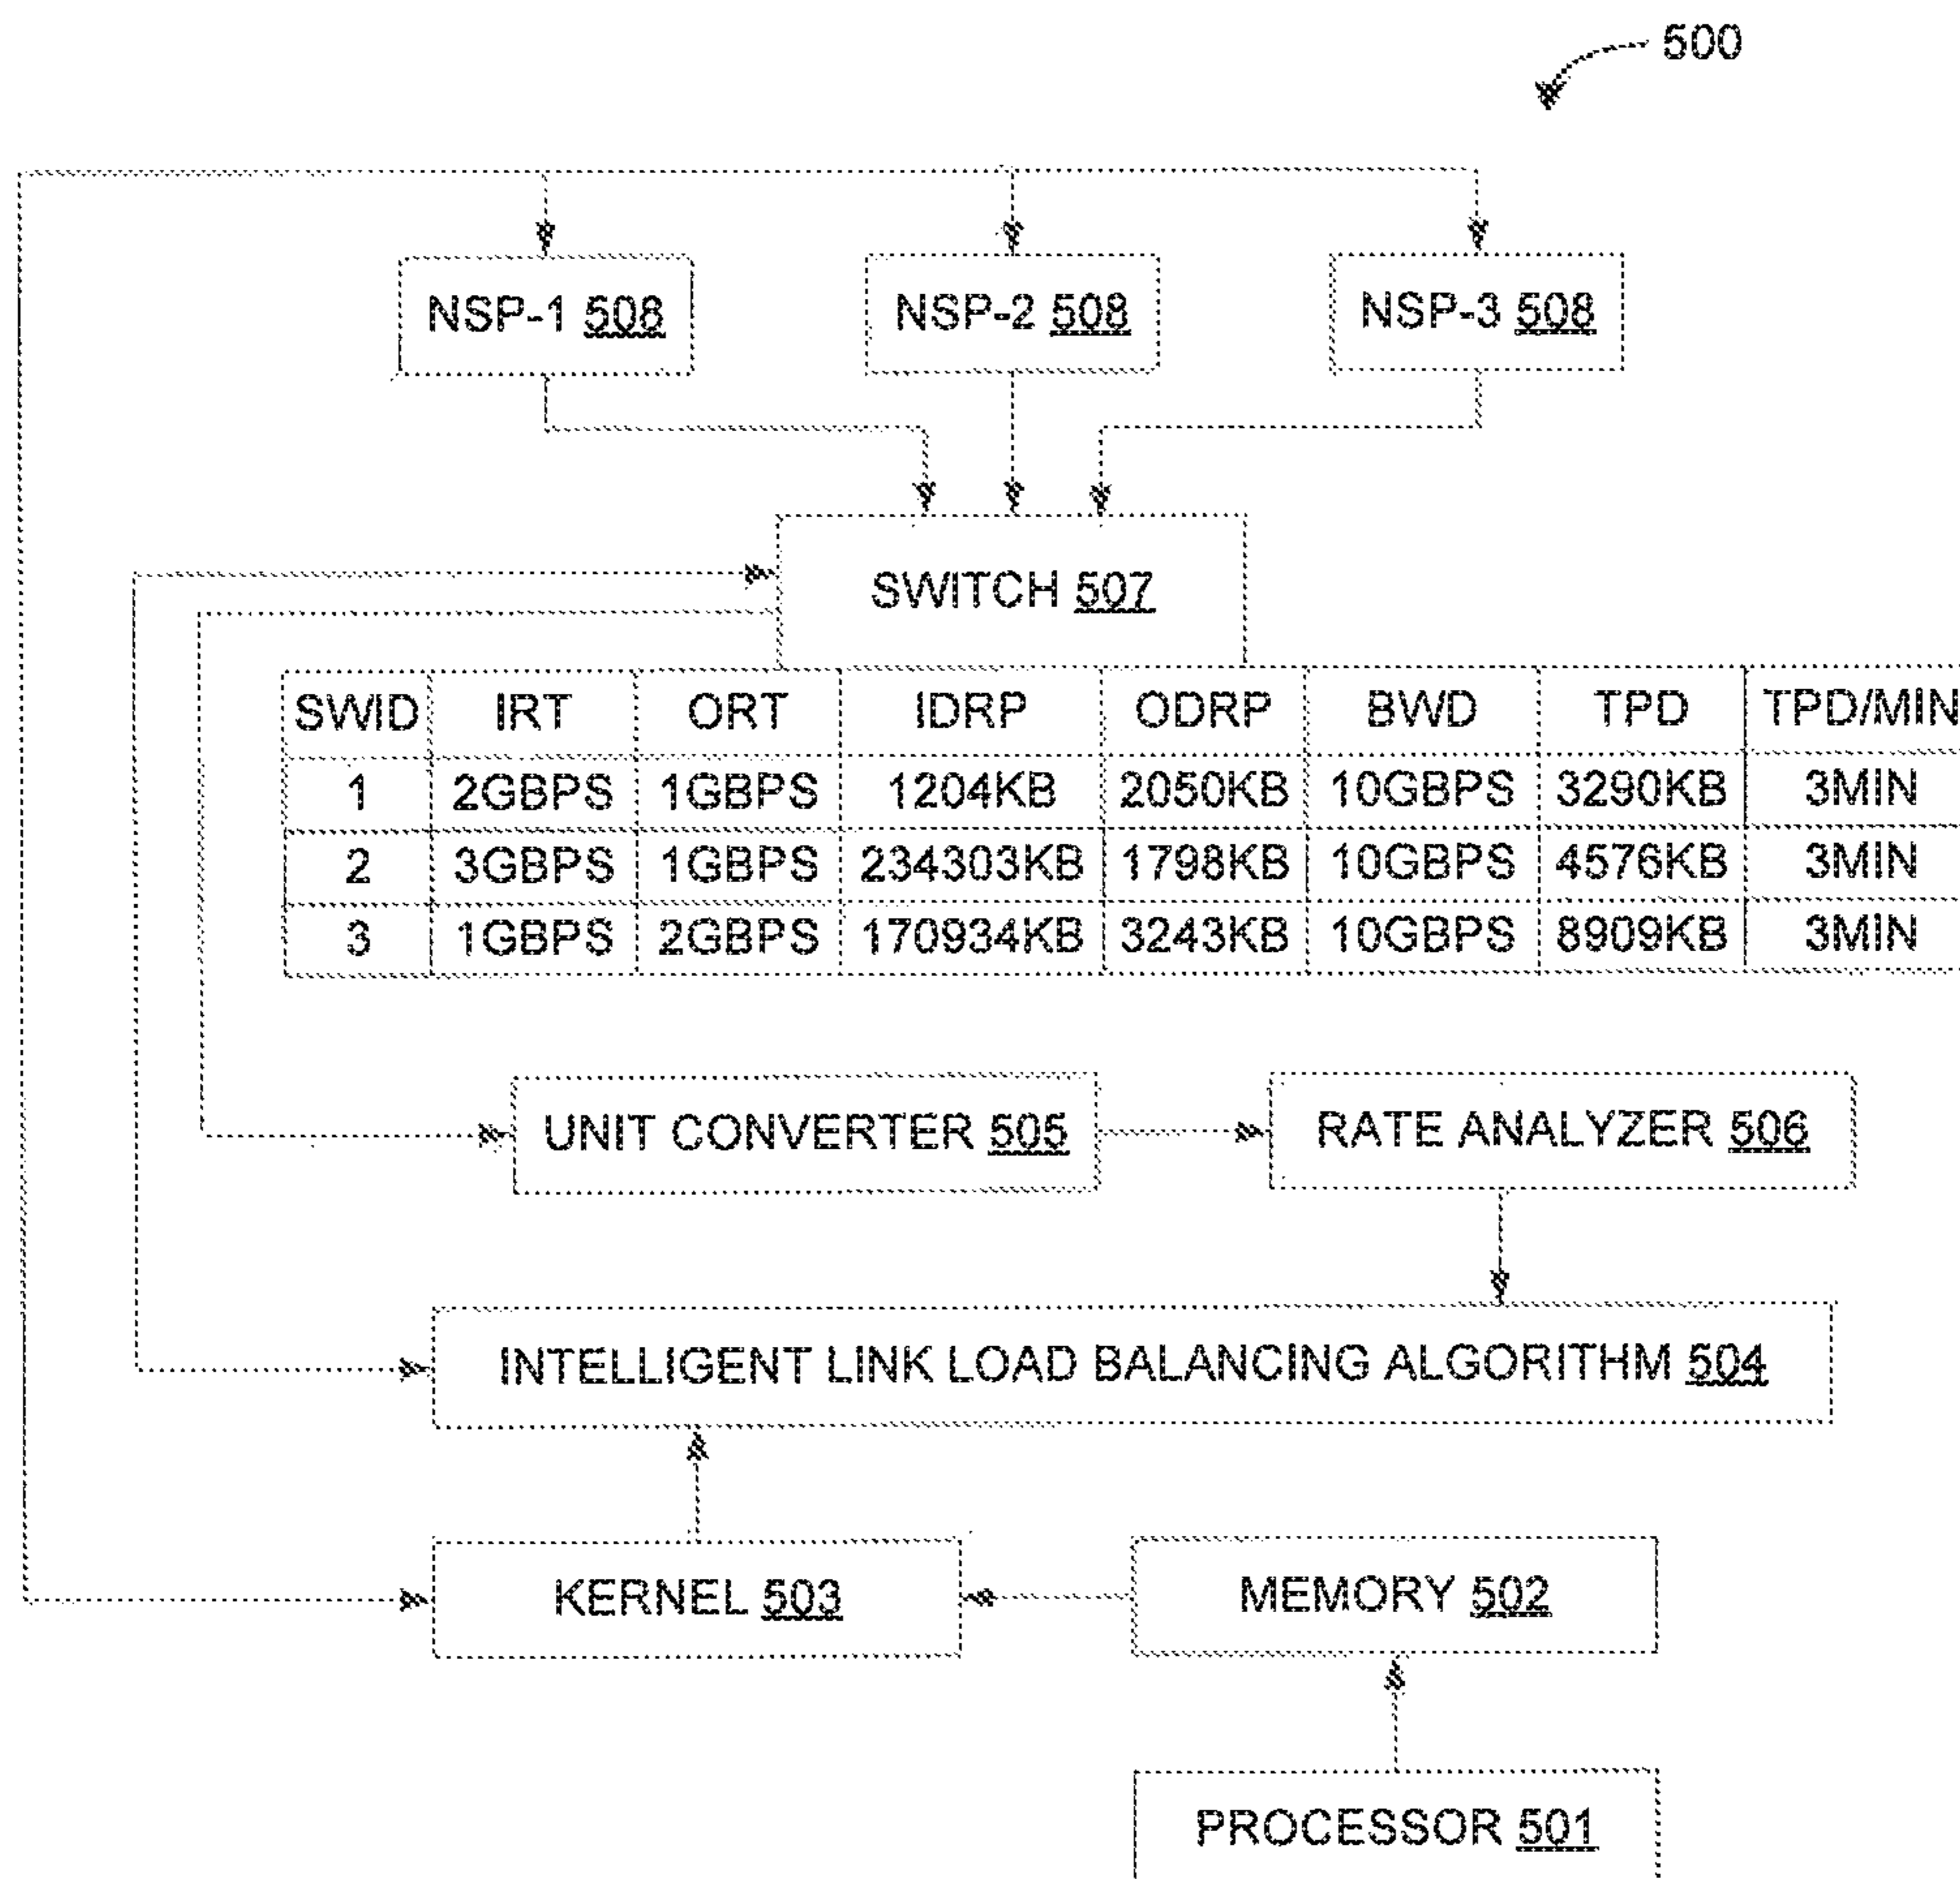 500
NSP-1 508
NSP-2 508
NSP-3 508
SWITCH 507
SWID IRT ORT IDRP ODRP BWD TPD TPD/MIN
1 2GBPS 1GBPS 1204KB 2050KB 10GBPS 3290KB 3MIN
2 3GBPS 1GBPS 234303KB 1798KB 10GBPS 4576KB 3MIN
3 1GBPS 2GBPS 170934KB 3243KB 10GBPS 8909KB 3MIN
UNIT CONVERTER 505
RATE ANALYZER 506
INTELLIGENT LINK LOAD BALANCING ALGORITHM 504
KERNEL 503
MEMORY 502
PROCESSOR 501